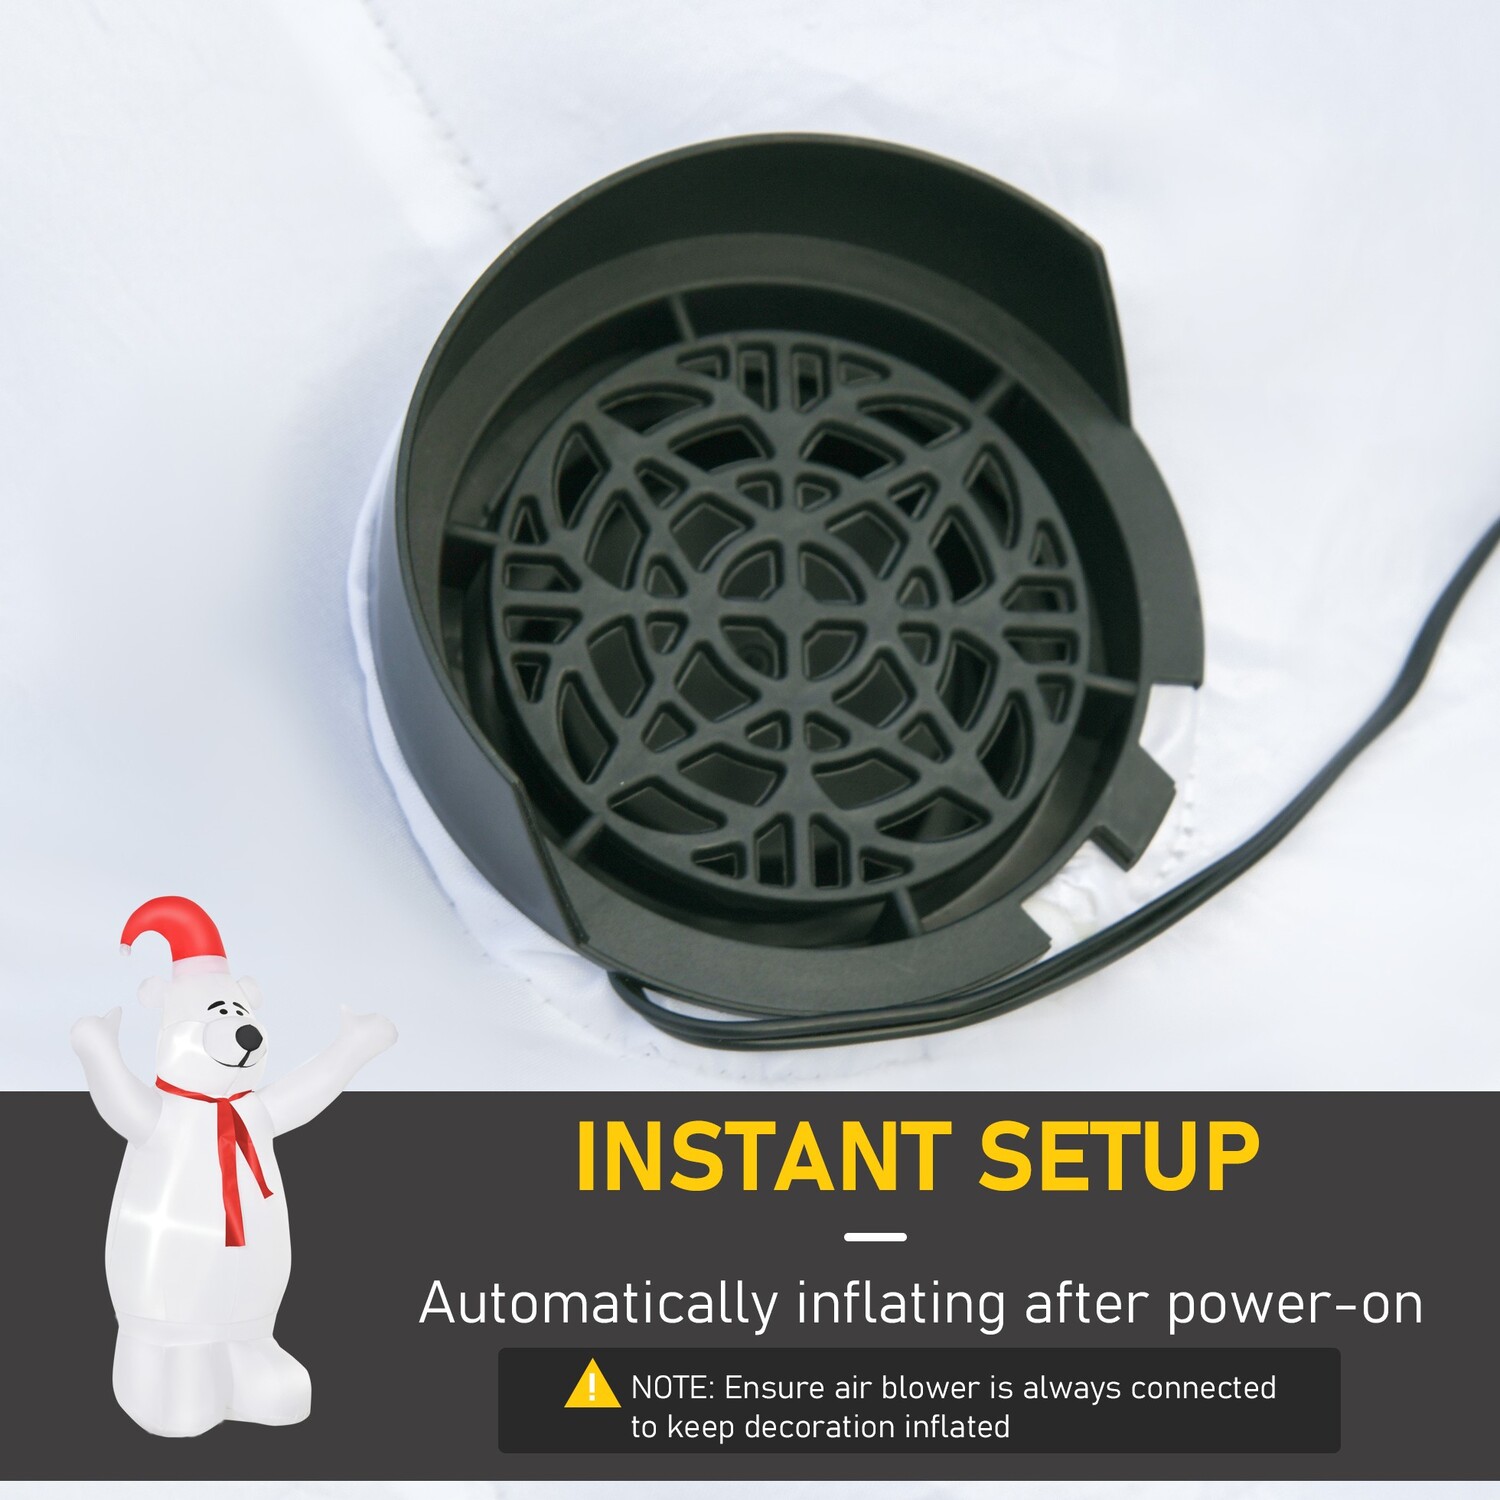 INSTANT SETUP
Automatically inflating after power-on
NOTE: Ensure air blower is always connected
to keep decoration inflated